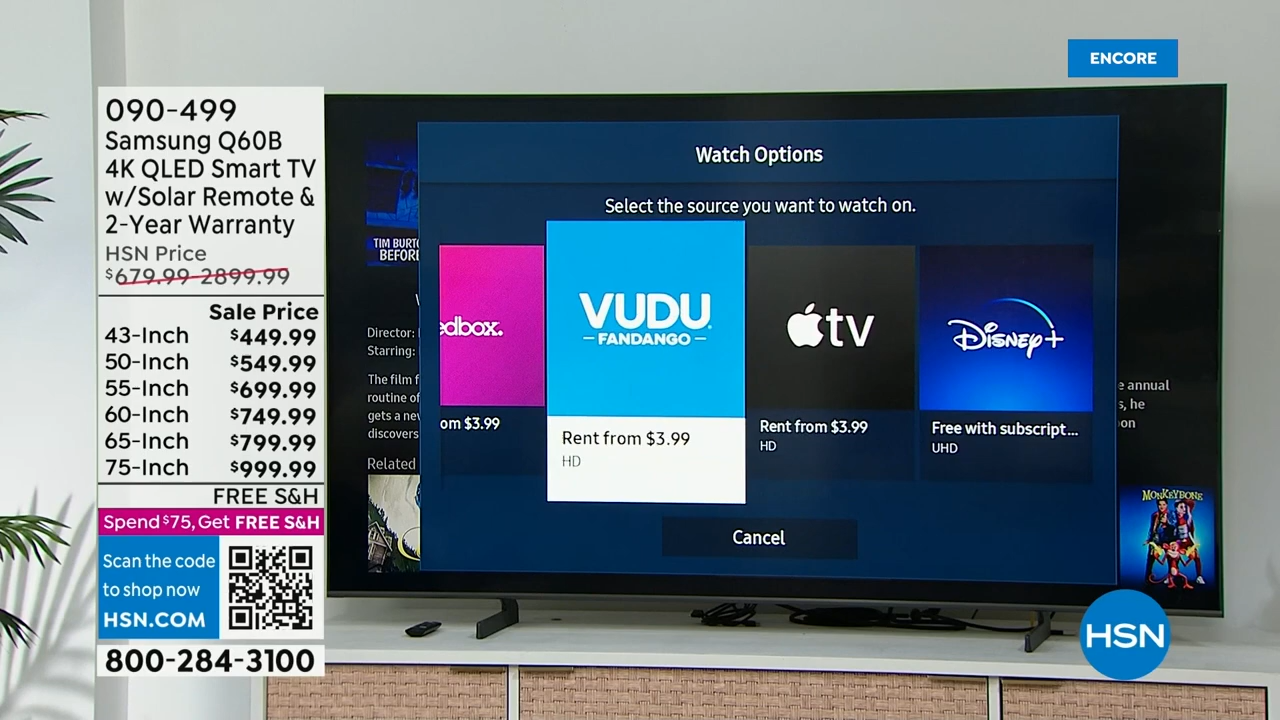 ENCORE
090-499
Samsung Q60B
4K QLED Smart TV
w/Solar Remote &
2-Year Warranty
HSN Price
$679.99-2899.99
Sale Price
43-Inch $449.99
50-Inch $549.99
55-Inch $699.99
60-Inch $749.99
65-Inch $799.99
75-Inch $999.99
FREE S&H
Spend $75, Get FREE S&H
Scan the code
to shop now
HSN.COM
800-284-3100
Watch Options
Select the source you want to watch on.
TIM BURTO
BEFOR
Director:
Starring:
The film f
routine of
gets a nev
discovers
Related
edbox.
om $3.99
VUDU
FANDANGO
Rent from $3.99
HD
tv
Rent from $3.99
HD
Disney+
Free with subscript...
UHD
Cancel
e annual
s, he
on
MONKEYBONE
HSN